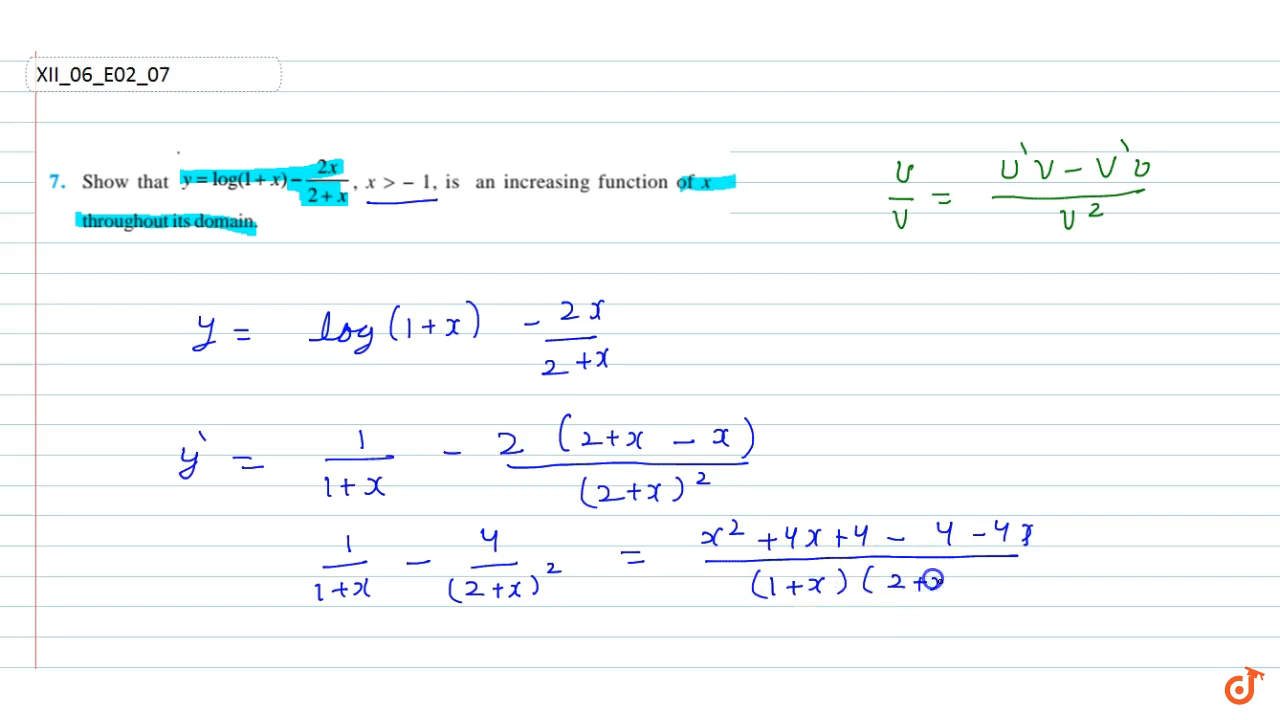 XII_06_E02_07
7. Show that y = log(1 + x) − 2x/2 + x, x > − 1, is an increasing function of x
throughout its domain.
U/V = U'V − V'U/V²
y = log(1+x) − 2x/2+x
y' = 1/1+x − 2(2+x − x)/(2+x)²
1/1+x − 4/(2+x)² = x² + 4x + 4 − 4 − 4x/(1+x)(2+x